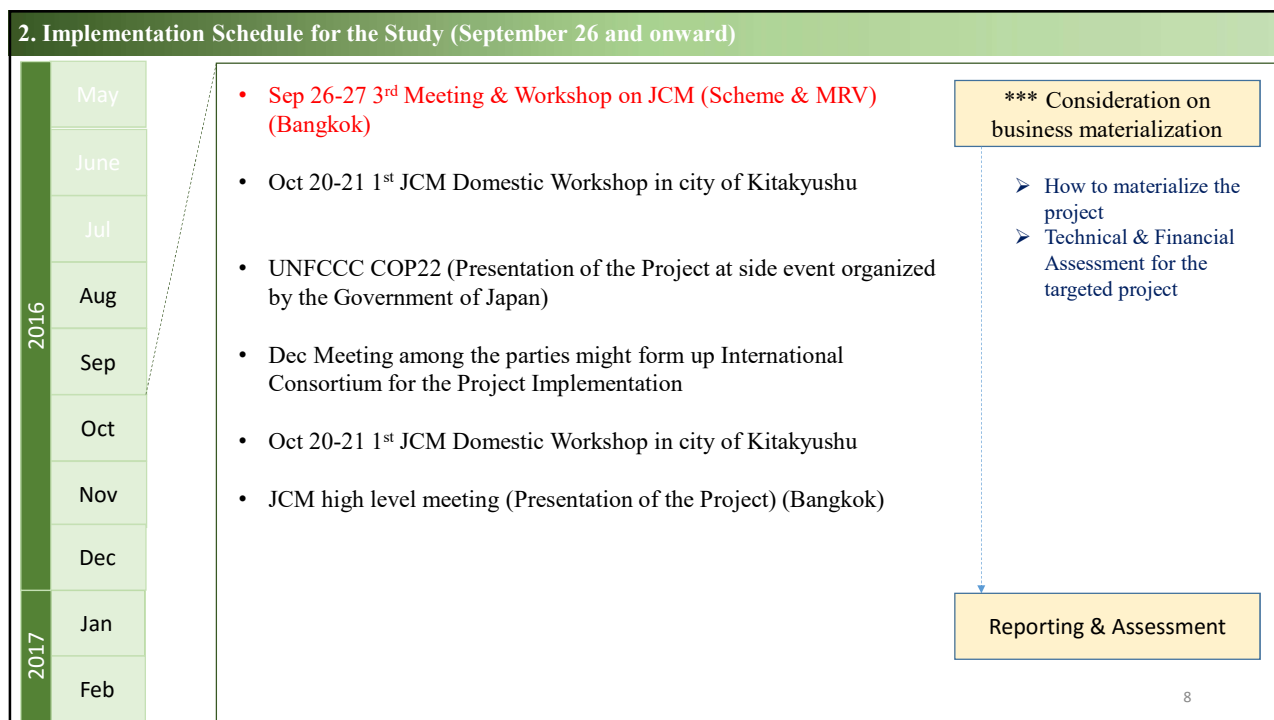 2. Implementation Schedule for the Study (September 26 and onward)
2016
May
June
Jul
Aug
Sep
Oct
Nov
Dec
2017
Jan
Feb
• Sep 26-27 3rd Meeting & Workshop on JCM (Scheme & MRV)
(Bangkok)
• Oct 20-21 1st JCM Domestic Workshop in city of Kitakyushu
• UNFCCC COP22 (Presentation of the Project at side event organized
by the Government of Japan)
• Dec Meeting among the parties might form up International
Consortium for the Project Implementation
• Oct 20-21 1st JCM Domestic Workshop in city of Kitakyushu
• JCM high level meeting (Presentation of the Project) (Bangkok)
*** Consideration on
business materialization
➢ How to materialize the
project
➢ Technical & Financial
Assessment for the
targeted project
Reporting & Assessment
8